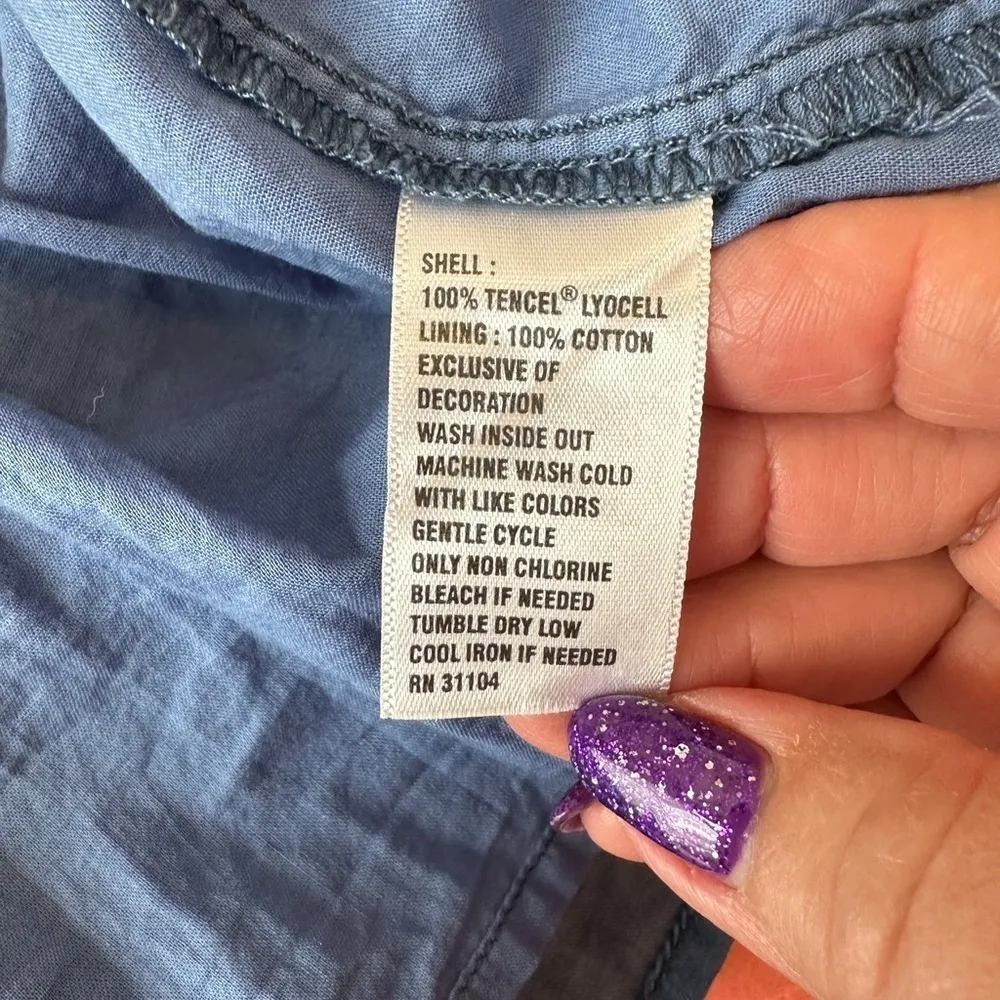 SHELL :
100% TENCEL® LYOCELL
LINING : 100% COTTON
EXCLUSIVE OF
DECORATION
WASH INSIDE OUT
MACHINE WASH COLD
WITH LIKE COLORS
GENTLE CYCLE
ONLY NON CHLORINE
BLEACH IF NEEDED
TUMBLE DRY LOW
COOL IRON IF NEEDED
RN 31104